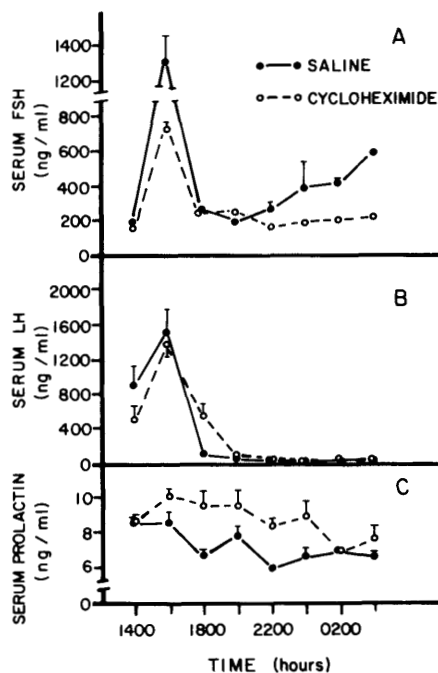 A
SALINE
CYCLOHEXIMIDE
SERUM FSH
(ng/ml)
1400
1200
800
600
400
200
0
B
SERUM LH
(ng/ml)
2000
1600
1200
800
400
0
C
SERUM PROLACTIN
(ng/ml)
10
8
6
0
1400 1800 2200 0200
TIME (hours)